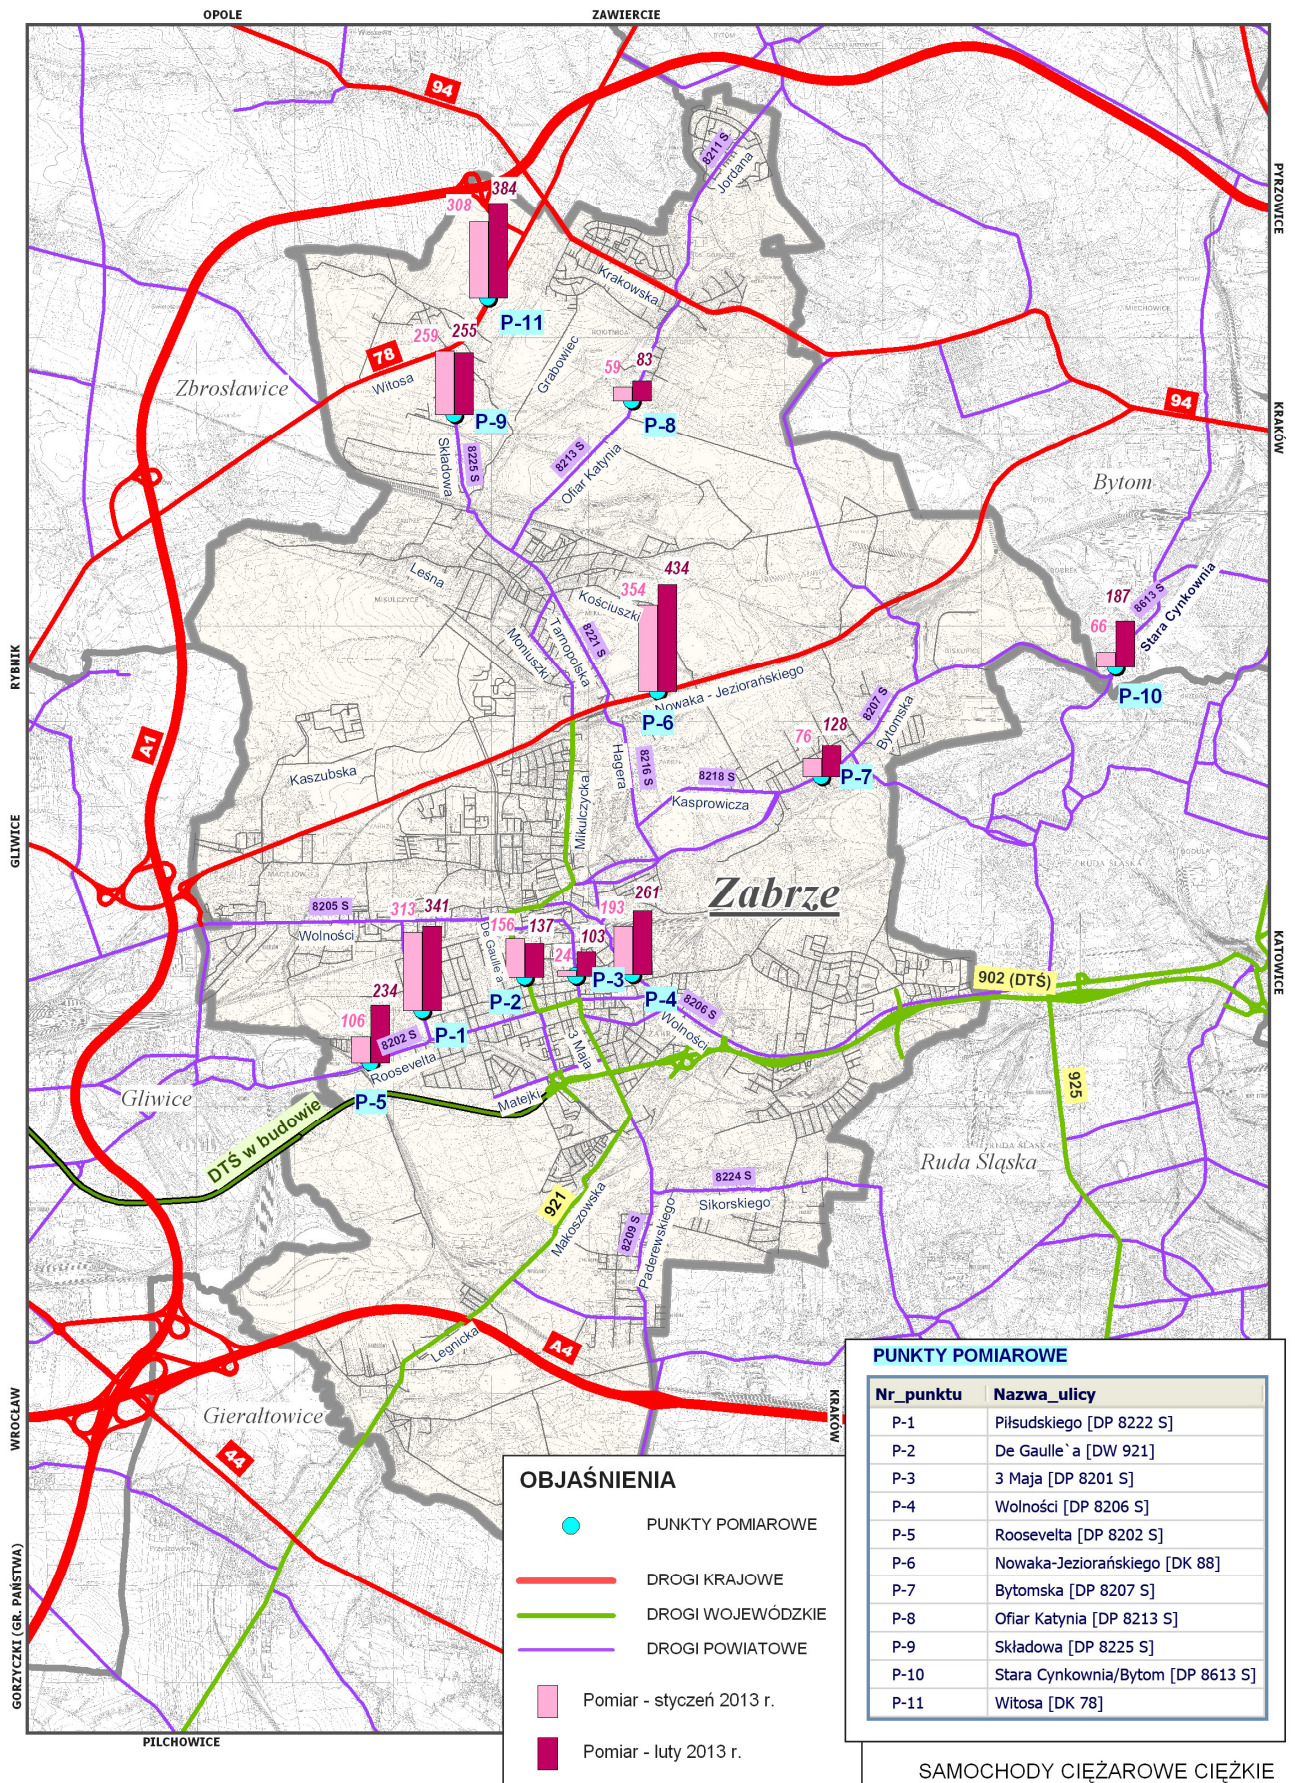 OPOLE
ZAWIERCIE
94
8211 S
Jordana
PYRZOWICE
384
308
Krakowska
P-11
259
255
78
Witosa
Grabowiec
59
83
Zbrosławice
P-9
P-8
94
KRAKÓW
Składowa
8225 S
8213 S
Ofiar Katynia
Bytom
Leśna
354
434
Kościuszki
8221 S
Tarnopolska
Moniuszki
187
66
8613 S
Stara Cynkownia
RYBNIK
P-10
Nowaka - Jeziorańskiego
P-6
8207 S
Bytomska
76
128
A1
Hagera
8216 S
8218 S
P-7
Kaszubska
Kasprowicza
Mikulczycka
GLIWICE
Zabrze
8205 S
313
341
193
261
Wolności
De Gaulle`a
156
137
103
24
KATOWICE
902 (DTŚ)
P-3
P-2
P-4
8206 S
234
106
P-1
Wolności
8202 S
3 Maja
Roosevelta
925
Gliwice
P-5
Matejki
DTŚ w budowie
RUDA ŚLĄSKA
Ruda Śląska
8224 S
Sikorskiego
921
Makoszowska
8209 S
Paderewskiego
Legnicka
A4
WROCŁAW
Gierałtowice
KRAKÓW
44
PUNKTY POMIAROWE
Nr_punktu Nazwa_ulicy
P-1 Piłsudskiego [DP 8222 S]
P-2 De Gaulle`a [DW 921]
P-3 3 Maja [DP 8201 S]
P-4 Wolności [DP 8206 S]
P-5 Roosevelta [DP 8202 S]
P-6 Nowaka-Jeziorańskiego [DK 88]
P-7 Bytomska [DP 8207 S]
P-8 Ofiar Katynia [DP 8213 S]
P-9 Składowa [DP 8225 S]
P-10 Stara Cynkownia/Bytom [DP 8613 S]
P-11 Witosa [DK 78]
OBJAŚNIENIA
PUNKTY POMIAROWE
DROGI KRAJOWE
DROGI WOJEWÓDZKIE
DROGI POWIATOWE
Pomiar - styczeń 2013 r.
Pomiar - luty 2013 r.
GORZYCZKI (GR. PAŃSTWA)
PILCHOWICE
SAMOCHODY CIĘŻAROWE CIĘŻKIE